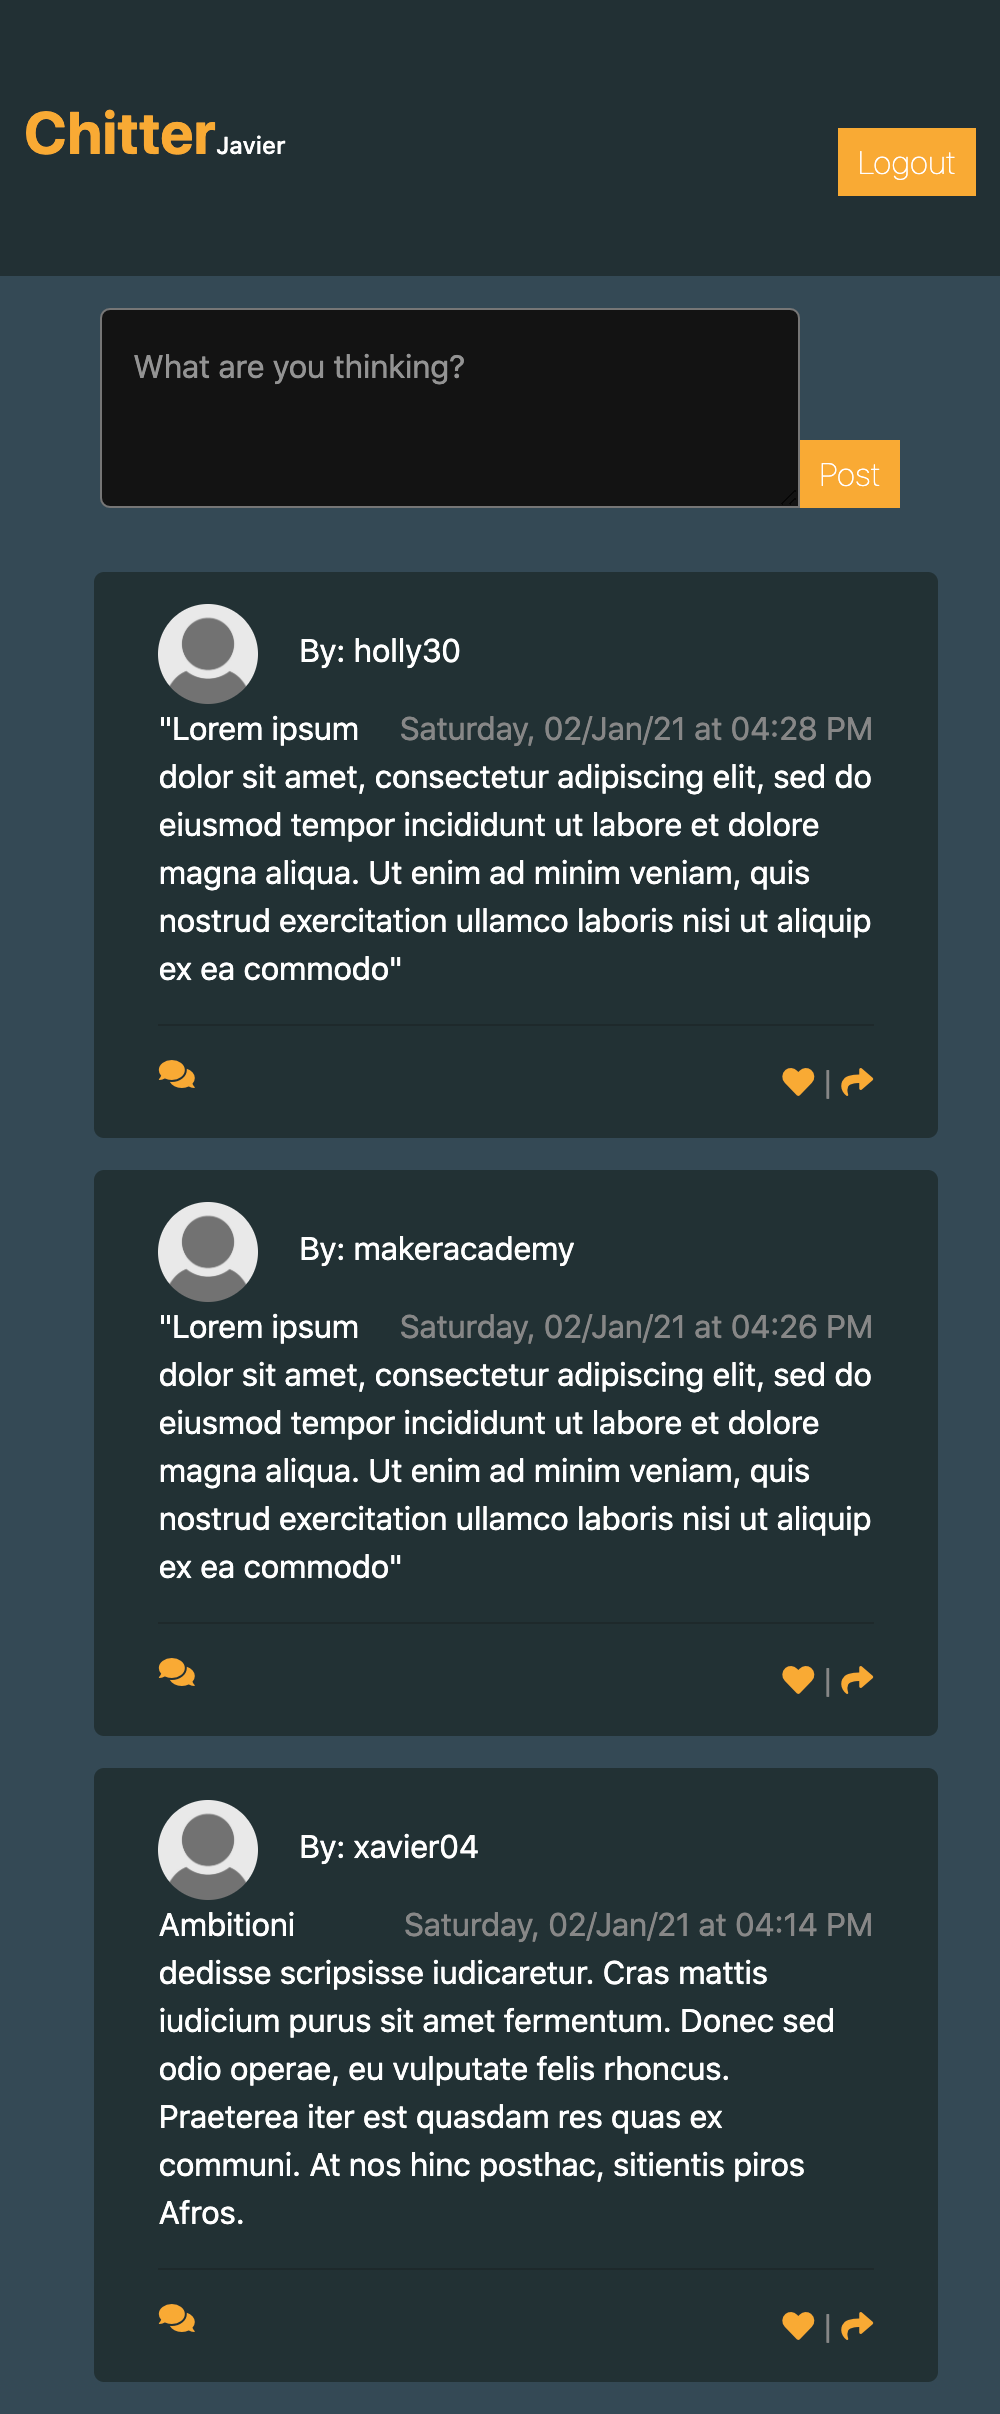 Chitter Javier
Logout
What are you thinking?
Post
By: holly30
"Lorem ipsum Saturday, 02/Jan/21 at 04:28 PM
dolor sit amet, consectetur adipiscing elit, sed do
eiusmod tempor incididunt ut labore et dolore
magna aliqua. Ut enim ad minim veniam, quis
nostrud exercitation ullamco laboris nisi ut aliquip
ex ea commodo"
|
By: makeracademy
"Lorem ipsum Saturday, 02/Jan/21 at 04:26 PM
dolor sit amet, consectetur adipiscing elit, sed do
eiusmod tempor incididunt ut labore et dolore
magna aliqua. Ut enim ad minim veniam, quis
nostrud exercitation ullamco laboris nisi ut aliquip
ex ea commodo"
|
By: xavier04
Ambitioni Saturday, 02/Jan/21 at 04:14 PM
dedisse scripsisse iudicaretur. Cras mattis
iudicium purus sit amet fermentum. Donec sed
odio operae, eu vulputate felis rhoncus.
Praeterea iter est quasdam res quas ex
communi. At nos hinc posthac, sitientis piros
Afros.
|